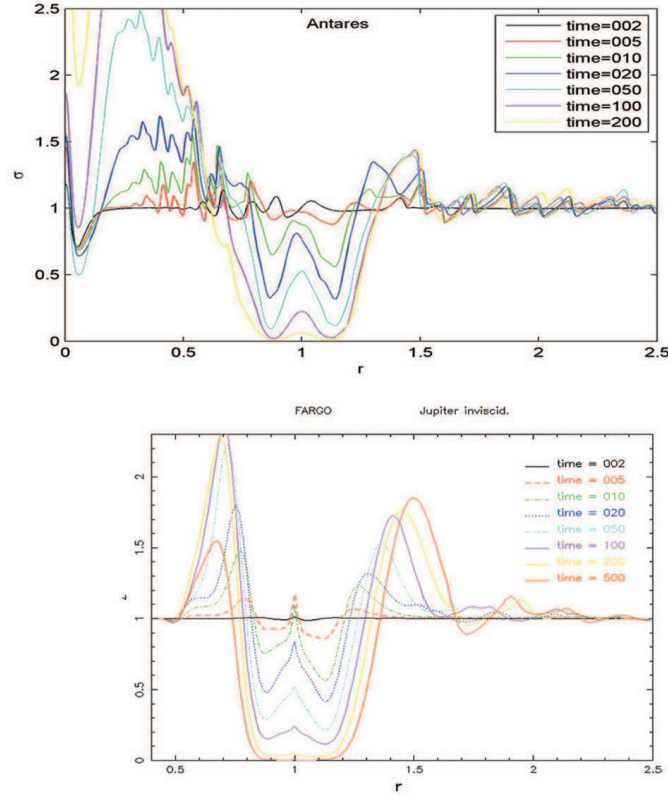 Antares
time=002
time=005
time=010
time=020
time=050
time=100
time=200
2.5
2
1.5
1
0.5
0
σ
0 0.5 1 1.5 2 2.5
r
FARGO Jupiter inviscid.
time = 002
time = 005
time = 010
time = 020
time = 050
time = 100
time = 200
time = 500
2
1.5
1
0.5
0
0.5 1 1.5 2 2.5
r